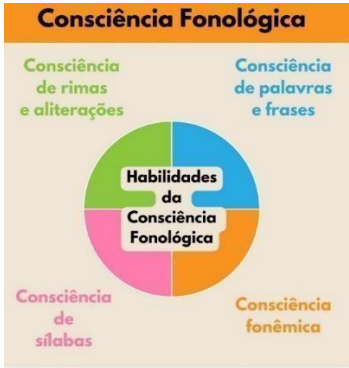 Consciência Fonológica
Consciência
de rimas
e aliterações
Consciência
de palavras
e frases
Habilidades
da
Consciência
Fonológica
Consciência
de
sílabas
Consciência
fonêmica